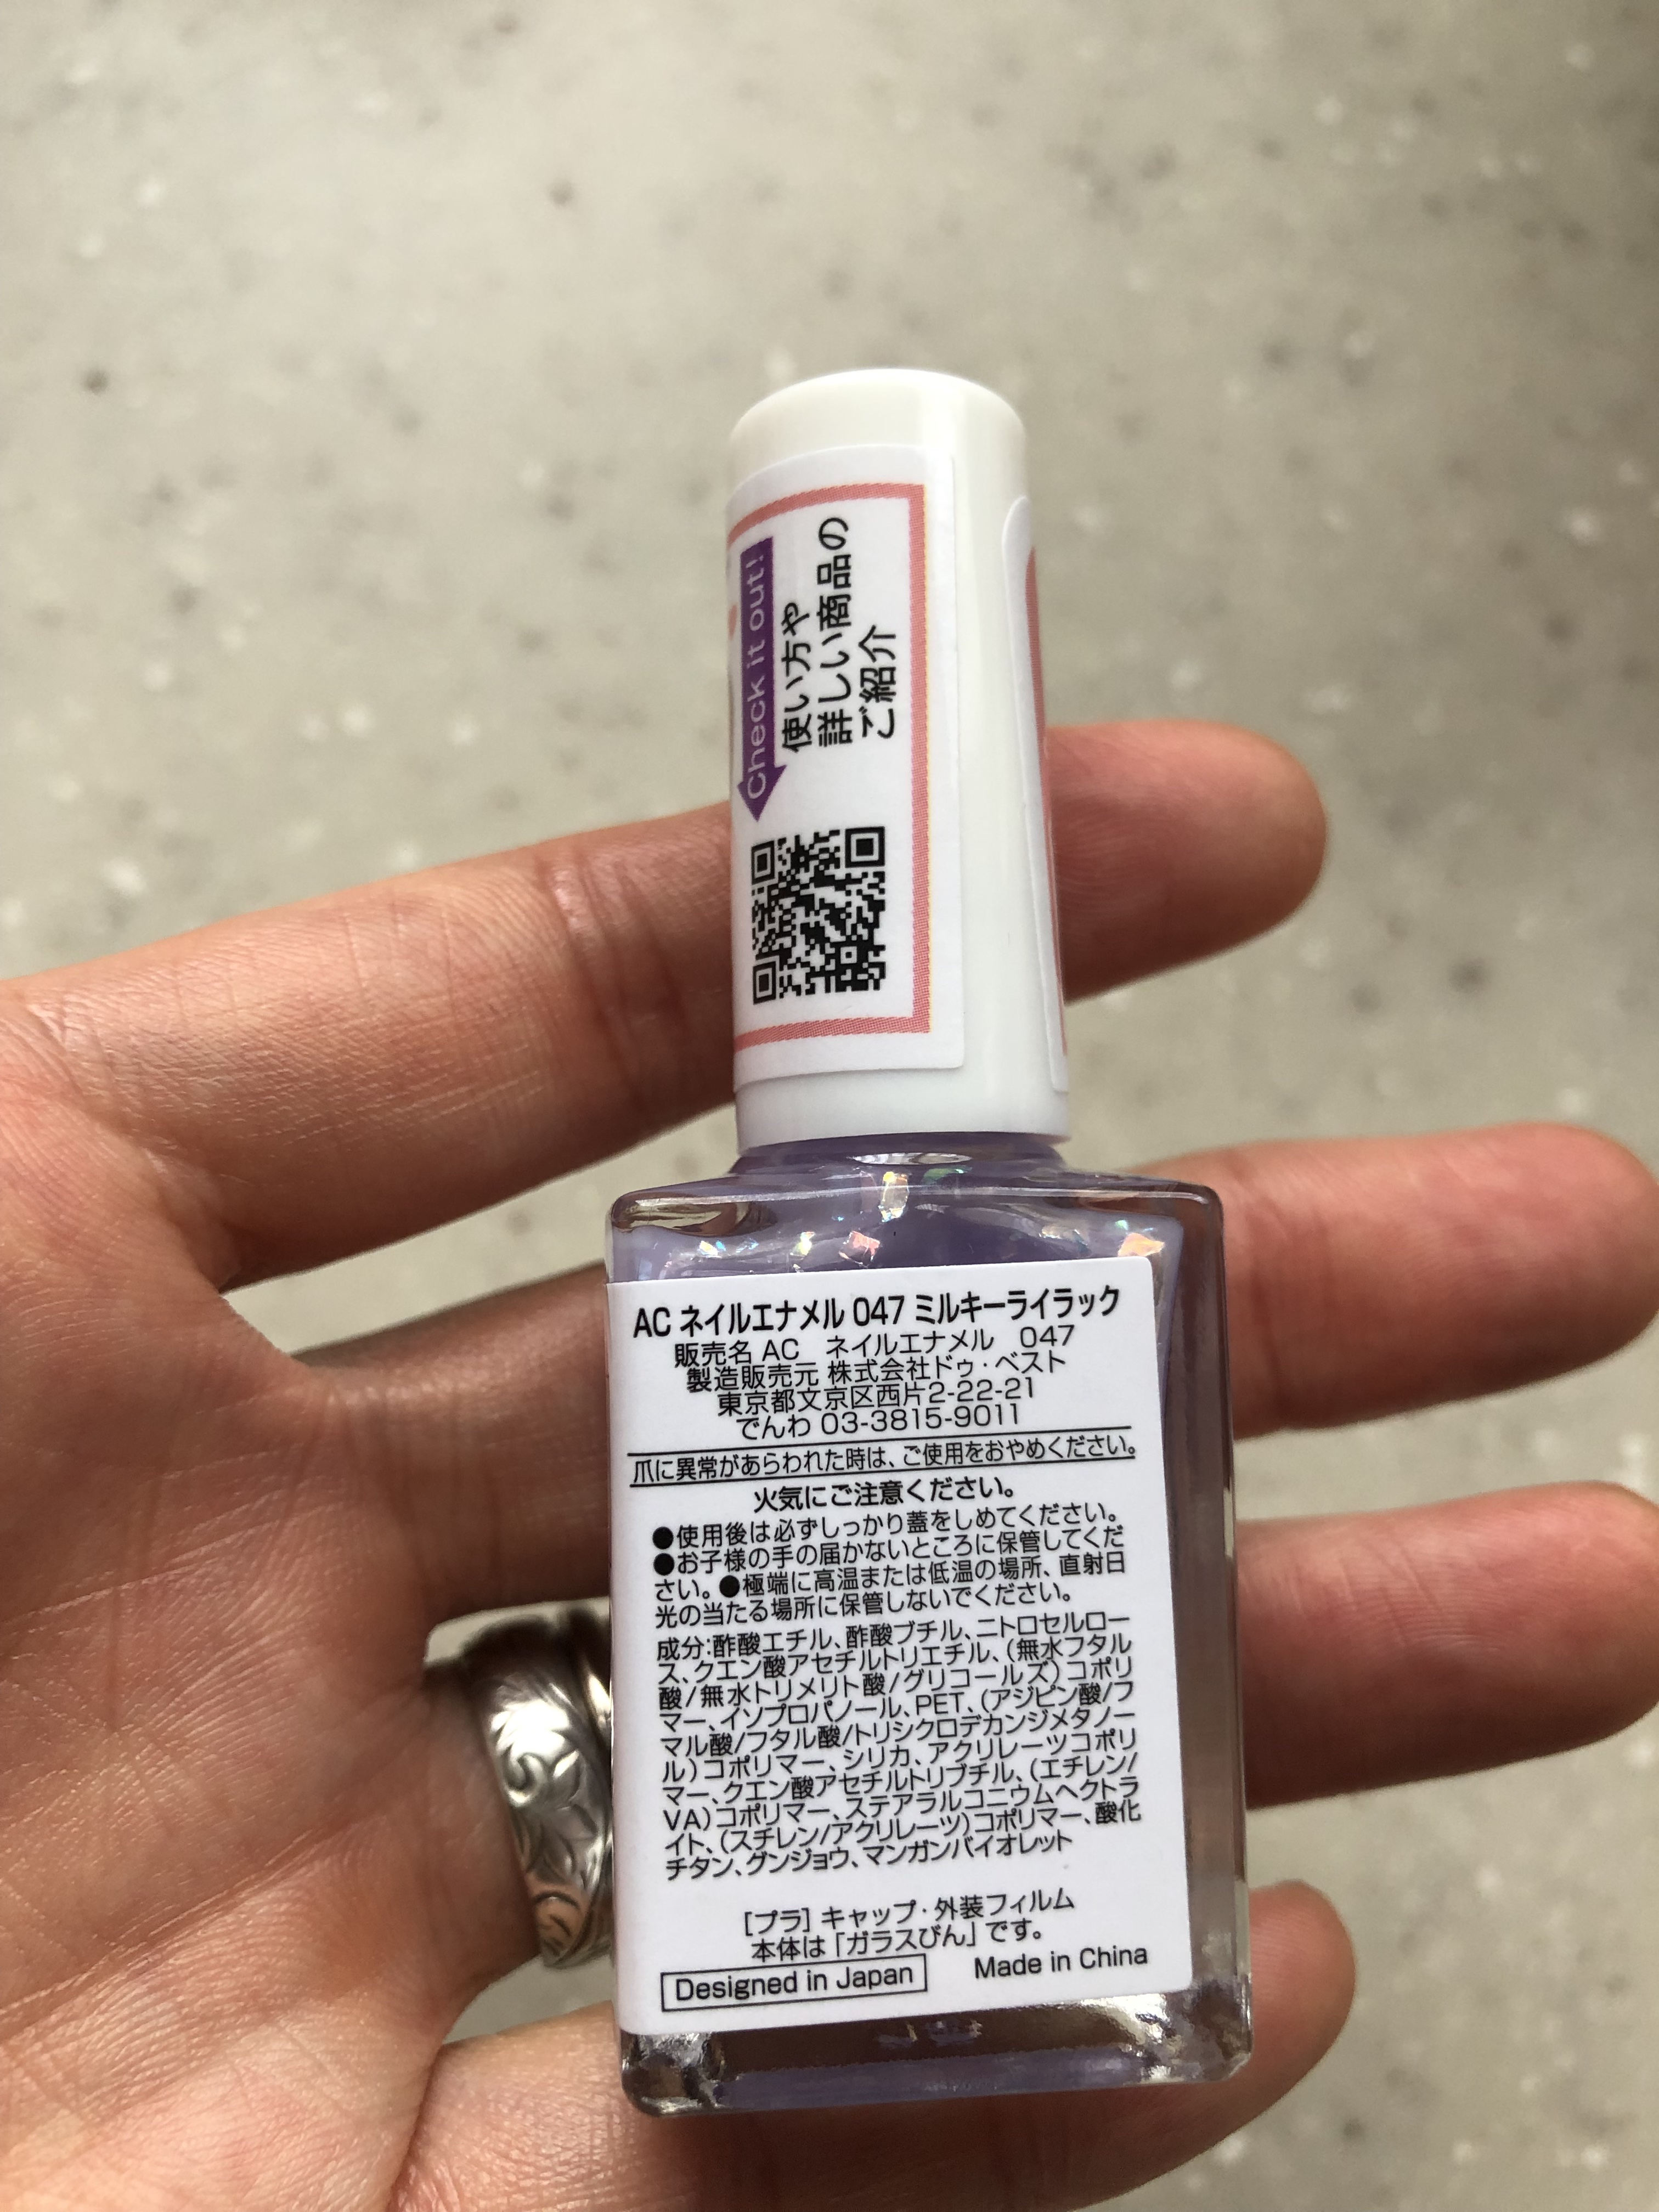 Check it out!
使い方や
詳しい商品の
ご紹介
AC ネイルエナメル 047 ミルキーライラック
販売名 AC　ネイルエナメル　047
製造販売元 株式会社ドゥ・ベスト
東京都文京区西片2-22-21
でんわ 03-3815-9011
爪に異常があらわれた時は、ご使用をおやめください。
火気にご注意ください。
●使用後は必ずしっかり蓋をしめてください。
●お子様の手の届かないところに保管してくだ
さい。●極端に高温または低温の場所、直射日
光の当たる場所に保管しないでください。
成分:酢酸エチル、酢酸ブチル、ニトロセルロー
ス、クエン酸アセチルトリエチル、(無水フタル
酸/無水トリメリト酸/グリコールズ)コポリ
マー、イソプロパノール、PET、(アジピン酸/フ
マル酸/フタル酸/トリシクロデカンジメタノー
ル)コポリマー、シリカ、アクリレーツコポリ
マー、クエン酸アセチルトリブチル、(エチレン/
VA)コポリマー、ステアラルコニウムヘクトラ
イト、(スチレン/アクリレーツ)コポリマー、酸化
チタン、グンジョウ、マンガンバイオレット
[プラ] キャップ・外装フィルム
本体は「ガラスびん」です。
Designed in Japan Made in China